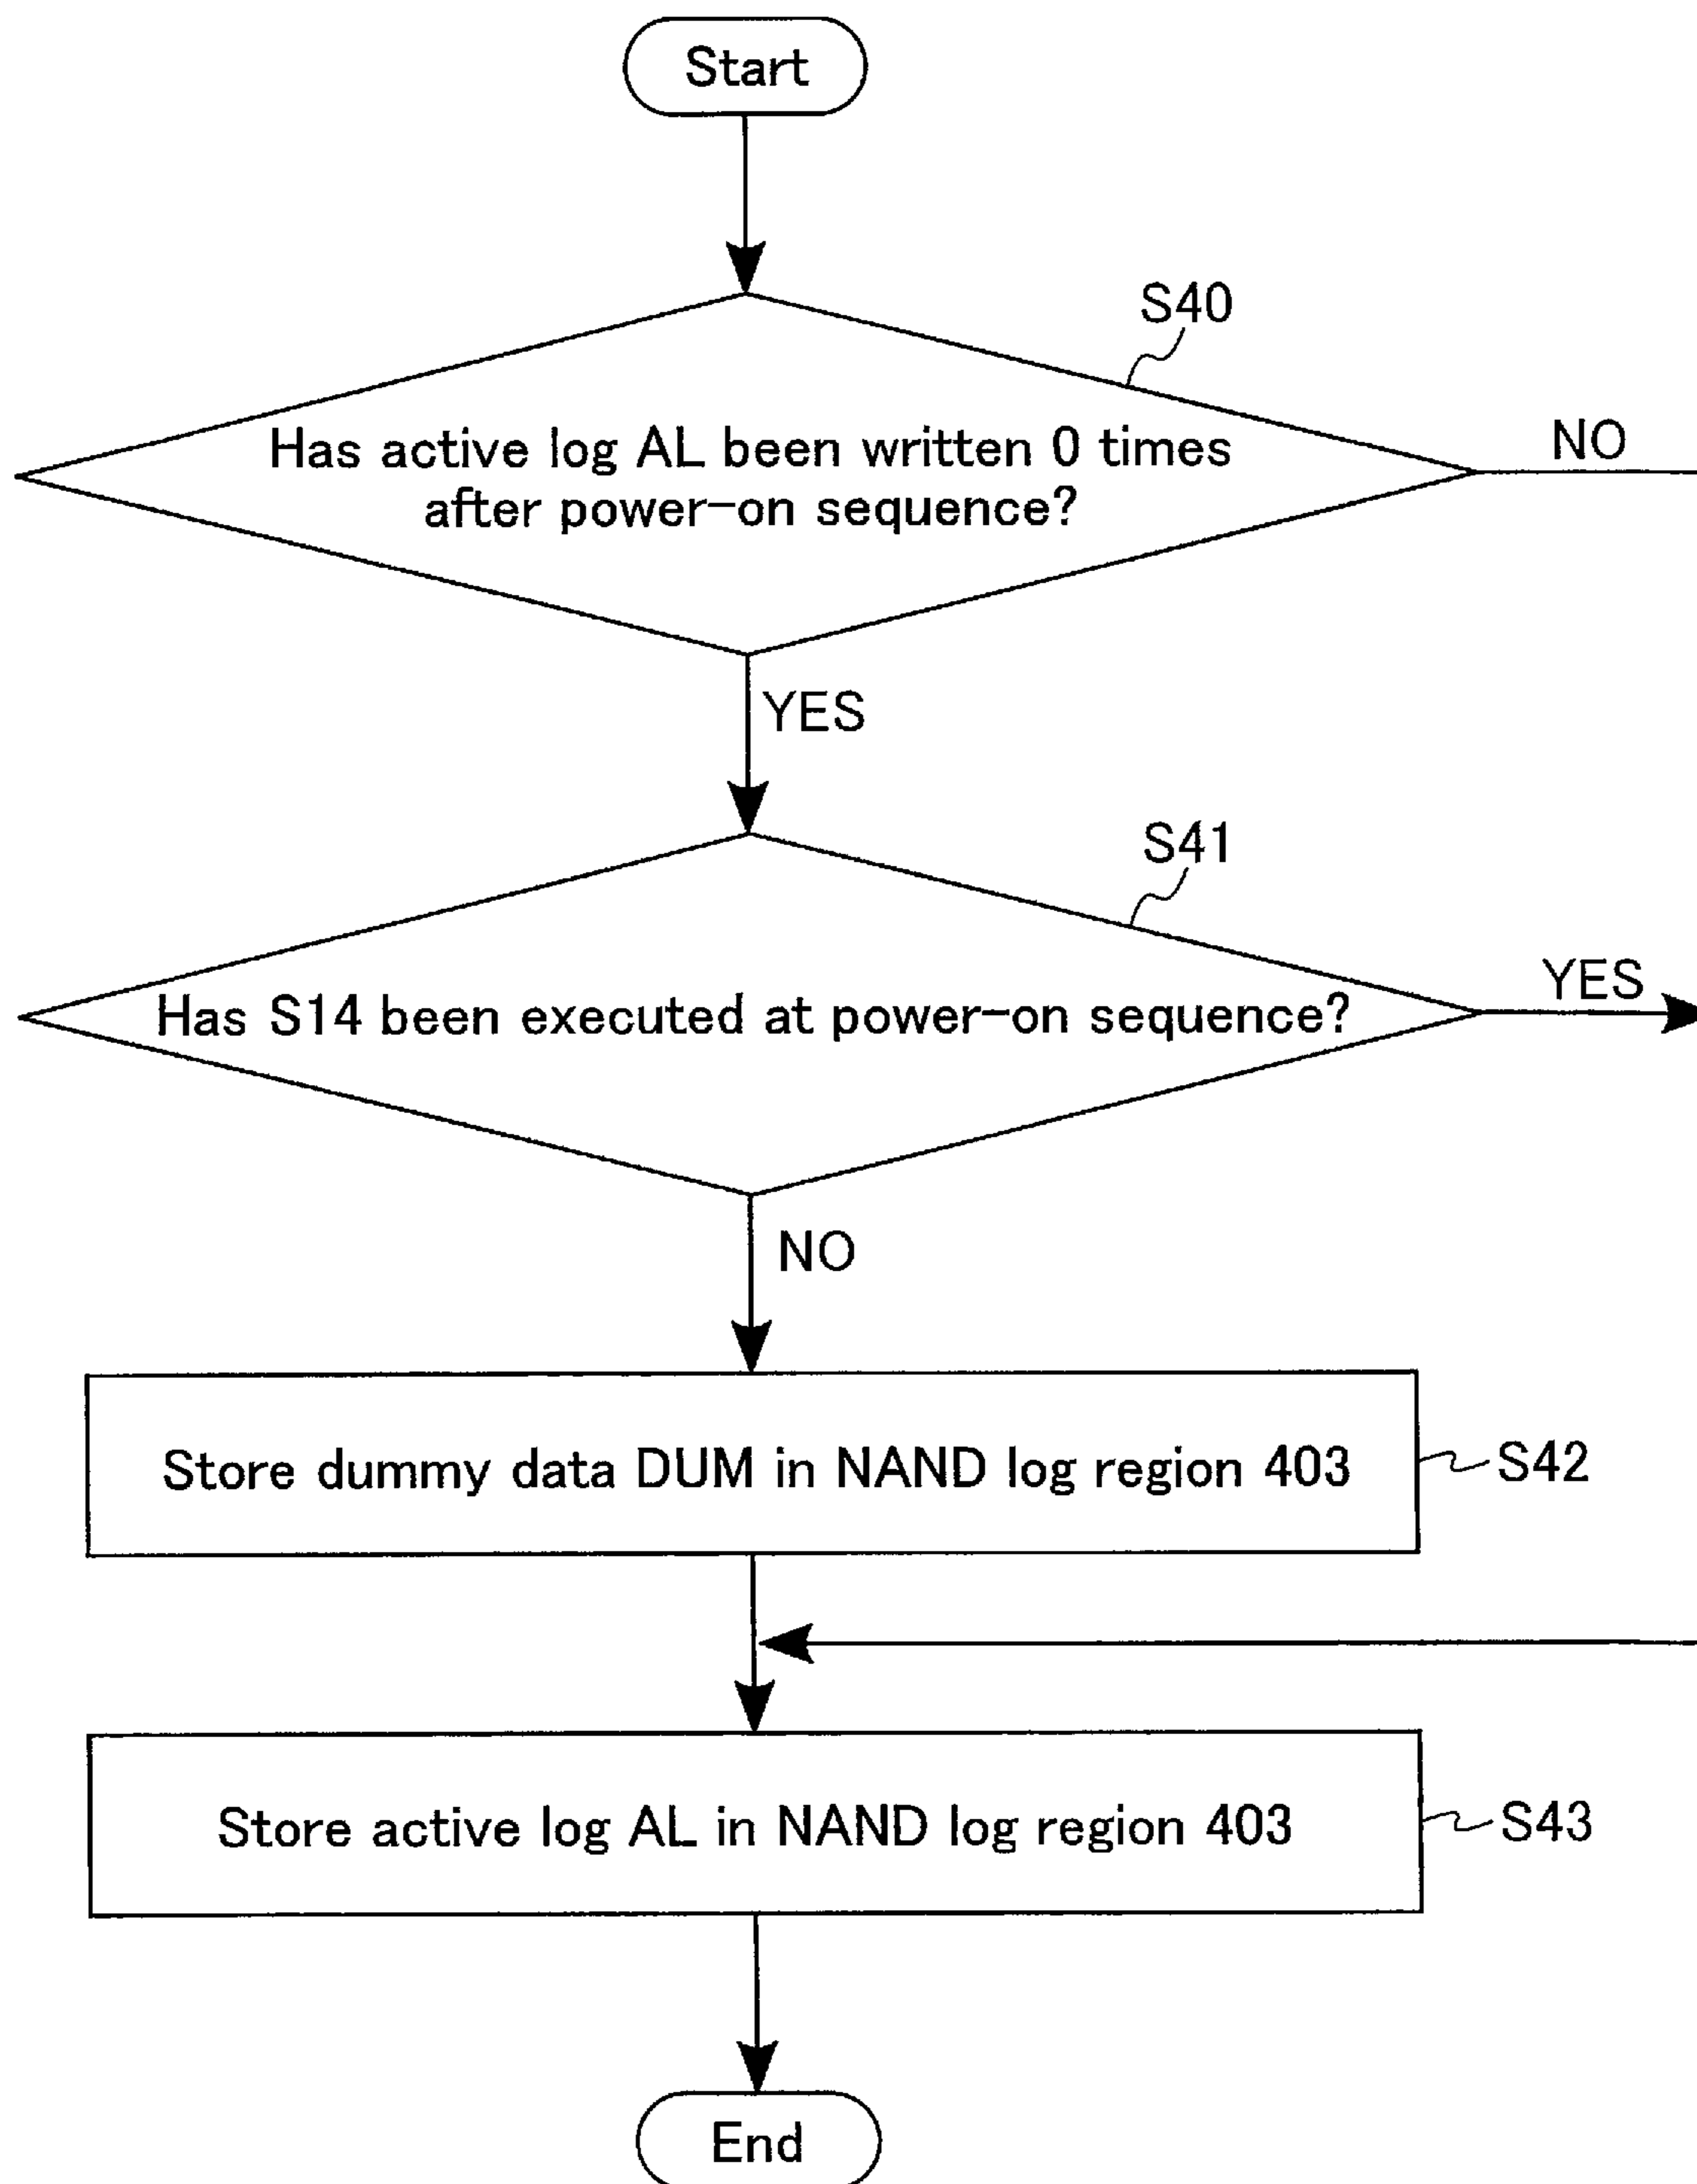 Start
S40
Has active log AL been written 0 times
after power-on sequence?
NO
YES
S41
Has S14 been executed at power-on sequence?
YES
NO
Store dummy data DUM in NAND log region 403
S42
Store active log AL in NAND log region 403
S43
End